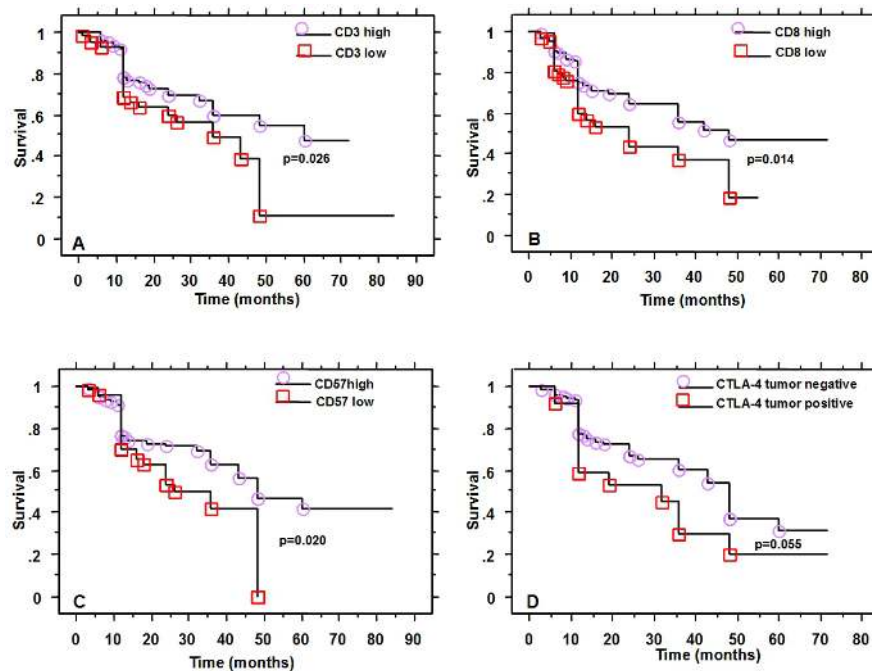 CD3 high
CD3 low
1
.8
.6
.4
.2
0
Survival
p=0.026
A
0 10 20 30 40 50 60 70 80 90
Time (months)
CD8 high
CD8 low
1
.8
.6
.4
.2
0
Survival
p=0.014
B
0 10 20 30 40 50 60 70 80
Time (months)
CD57high
CD57 low
1
.8
.6
.4
.2
0
Survival
p=0.020
C
0 10 20 30 40 50 60 70 80 90
Time (months)
CTLA-4 tumor negative
CTLA-4 tumor positive
1
.8
.6
.4
.2
0
Survival
p=0.055
D
0 10 20 30 40 50 60 70 80
Time (months)